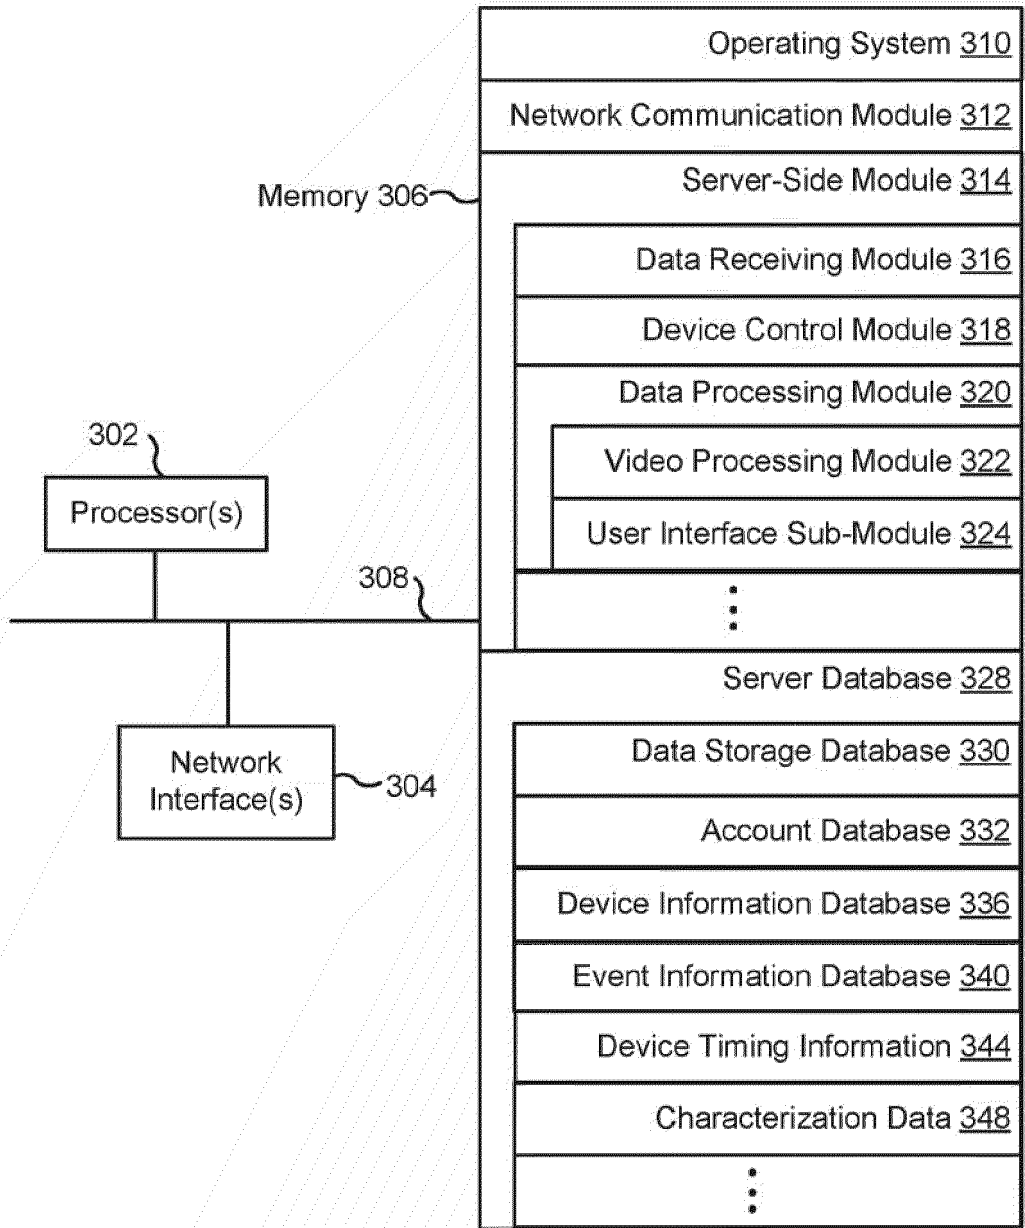 Operating System 310
Network Communication Module 312
Server-Side Module 314
Memory 306
Data Receiving Module 316
Device Control Module 318
Data Processing Module 320
Video Processing Module 322
User Interface Sub-Module 324
302
Processor(s)
308
Network
Interface(s)
304
Server Database 328
Data Storage Database 330
Account Database 332
Device Information Database 336
Event Information Database 340
Device Timing Information 344
Characterization Data 348